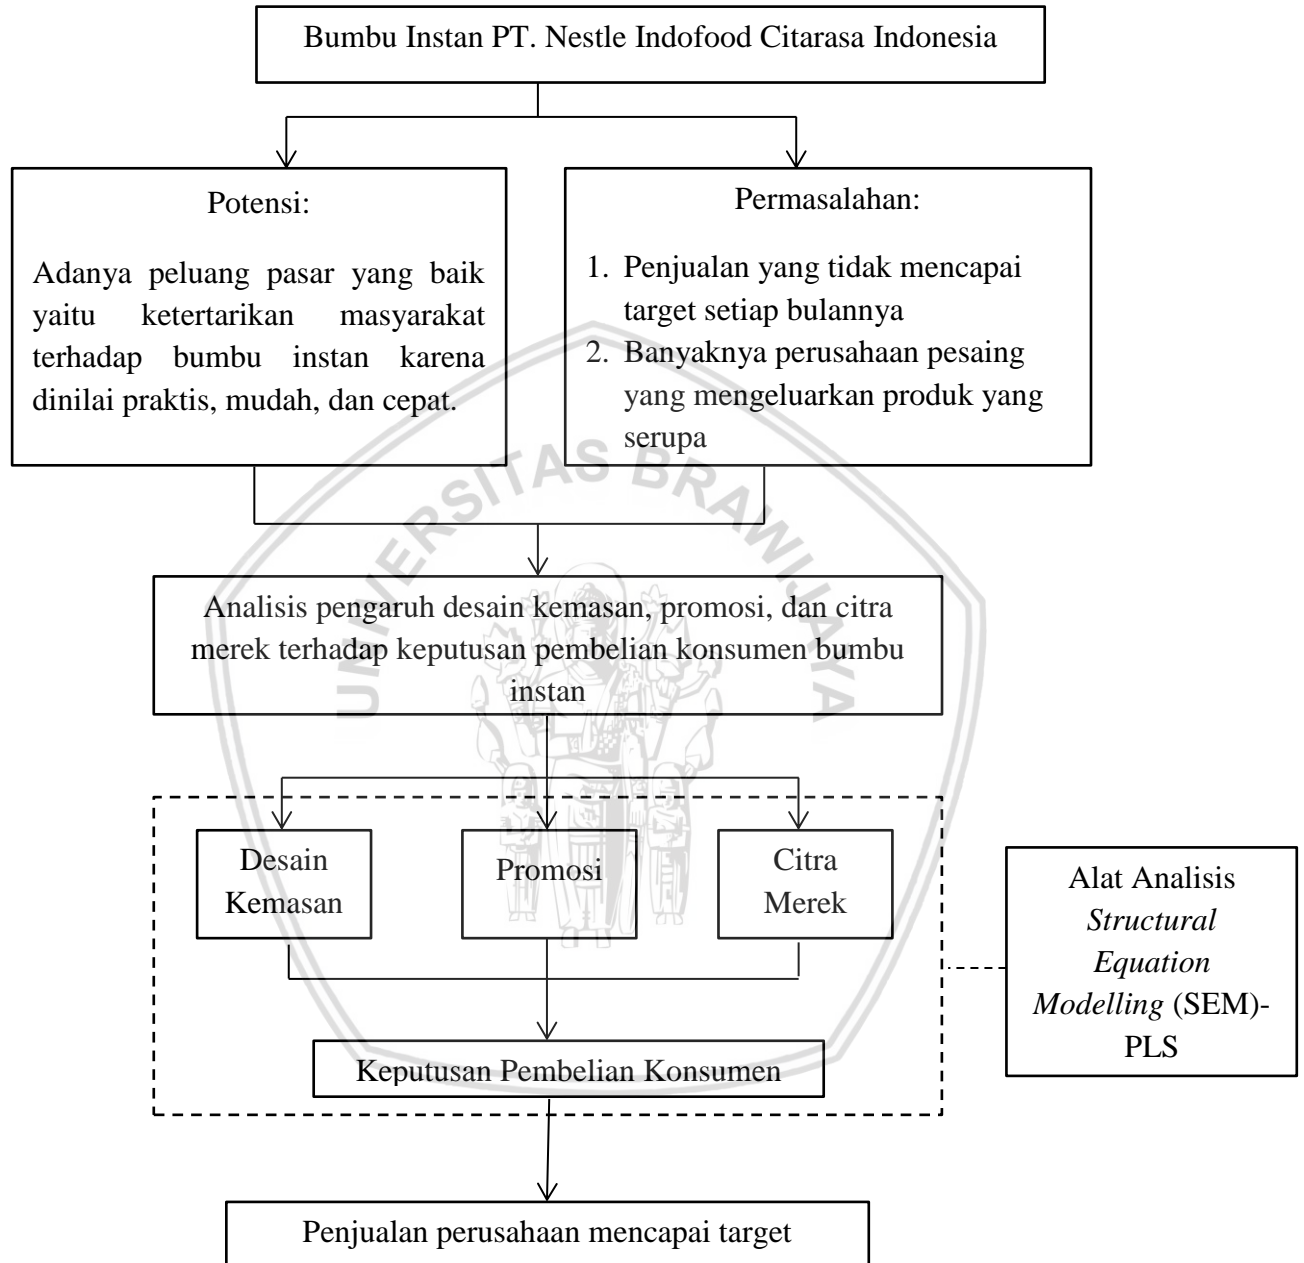 Bumbu Instan PT. Nestle Indofood Citarasa Indonesia
Potensi:
Adanya peluang pasar yang baik
yaitu ketertarikan masyarakat
terhadap bumbu instan karena
dinilai praktis, mudah, dan cepat.
Permasalahan:
1. Penjualan yang tidak mencapai
target setiap bulannya
2. Banyaknya perusahaan pesaing
yang mengeluarkan produk yang
serupa
UNIVERSITAS BRAWIJAYA
Analisis pengaruh desain kemasan, promosi, dan citra
merek terhadap keputusan pembelian konsumen bumbu
instan
Desain
Kemasan
Promosi
Citra
Merek
Alat Analisis
Structural
Equation
Modelling (SEM)-
PLS
Keputusan Pembelian Konsumen
Penjualan perusahaan mencapai target